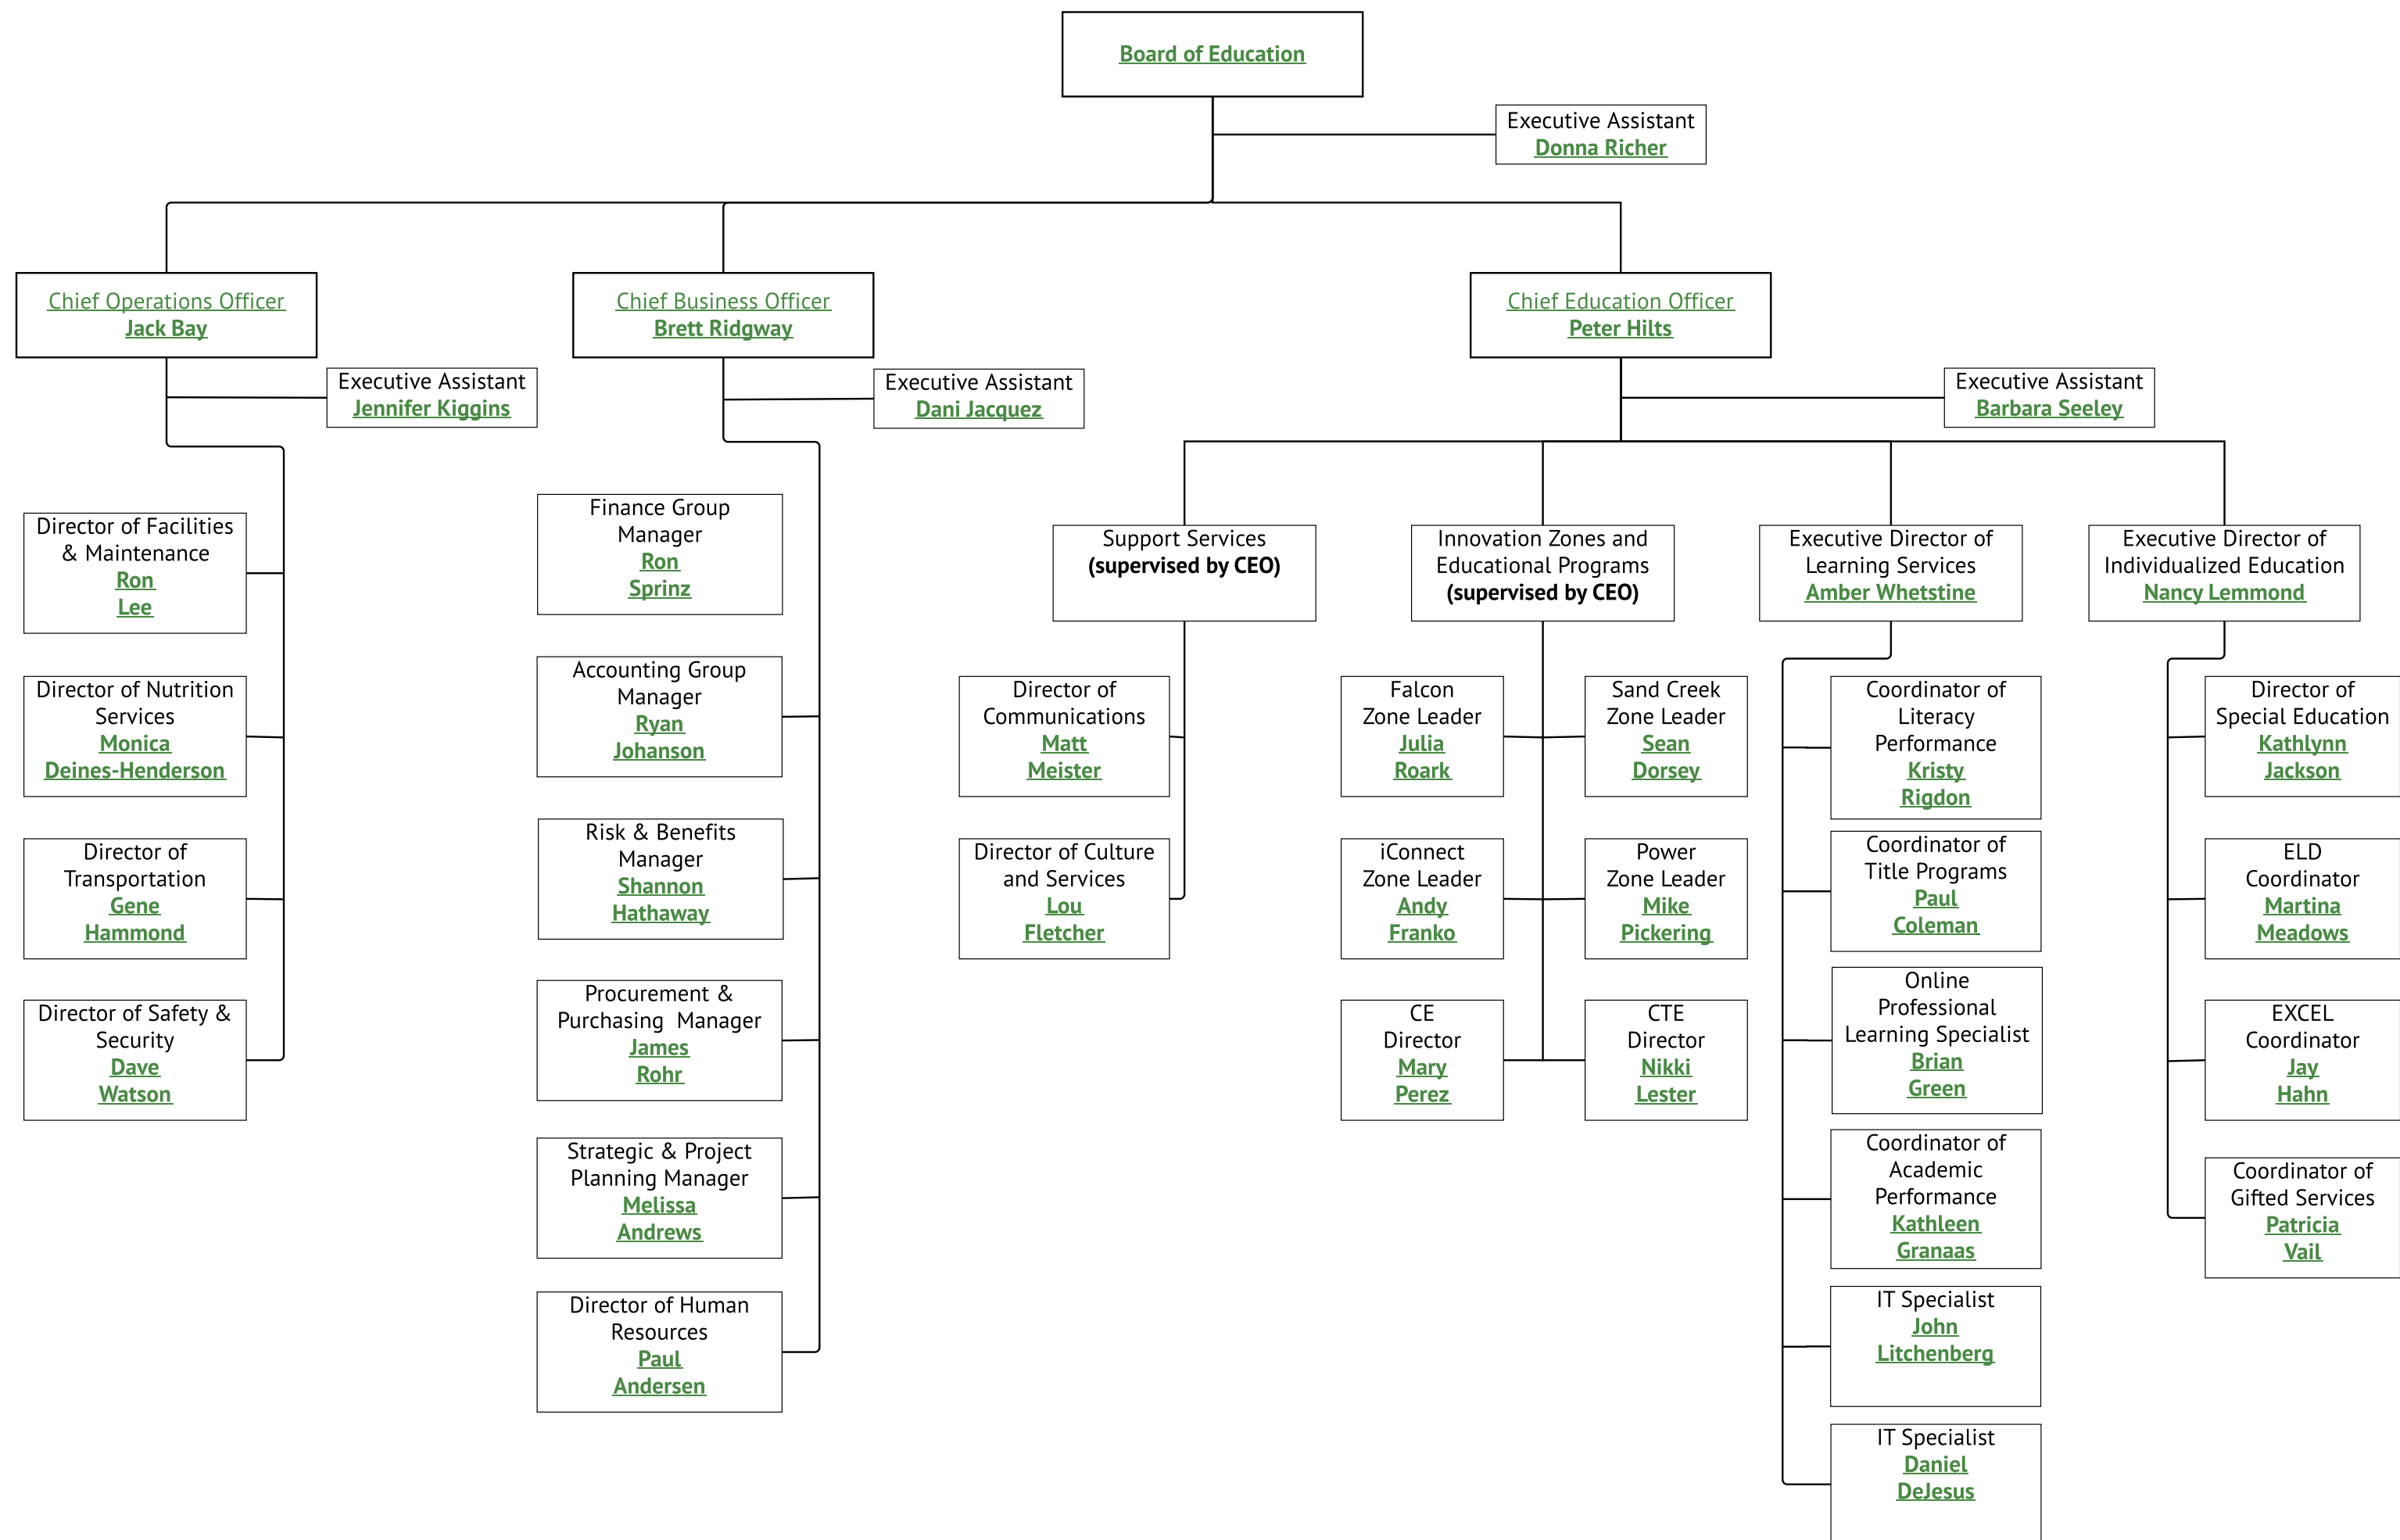 Board of Education
Executive Assistant
Donna Richer
Chief Operations Officer
Jack Bay
Chief Business Officer
Brett Ridgway
Chief Education Officer
Peter Hilts
Executive Assistant
Jennifer Kiggins
Executive Assistant
Dani Jacquez
Executive Assistant
Barbara Seeley
Director of Facilities
& Maintenance
Ron
Lee
Director of Nutrition
Services
Monica
Deines-Henderson
Director of
Transportation
Gene
Hammond
Director of Safety &
Security
Dave
Watson
Finance Group
Manager
Ron
Sprinz
Accounting Group
Manager
Ryan
Johanson
Risk & Benefits
Manager
Shannon
Hathaway
Procurement &
Purchasing  Manager
James
Rohr
Strategic & Project
Planning Manager
Melissa
Andrews
Director of Human
Resources
Paul
Andersen
Support Services
(supervised by CEO)
Director of
Communications
Matt
Meister
Director of Culture
and Services
Lou
Fletcher
Innovation Zones and
Educational Programs
(supervised by CEO)
Falcon
Zone Leader
Julia
Roark
Sand Creek
Zone Leader
Sean
Dorsey
iConnect
Zone Leader
Andy
Franko
Power
Zone Leader
Mike
Pickering
CE
Director
Mary
Perez
CTE
Director
Nikki
Lester
Executive Director of
Learning Services
Amber Whetstine
Coordinator of
Literacy
Performance
Kristy
Rigdon
Coordinator of
Title Programs
Paul
Coleman
Online
Professional
Learning Specialist
Brian
Green
Coordinator of
Academic
Performance
Kathleen
Granaas
IT Specialist
John
Litchenberg
IT Specialist
Daniel
DeJesus
Executive Director of
Individualized Education
Nancy Lemmond
Director of
Special Education
Kathlynn
Jackson
ELD
Coordinator
Martina
Meadows
EXCEL
Coordinator
Jay
Hahn
Coordinator of
Gifted Services
Patricia
Vail